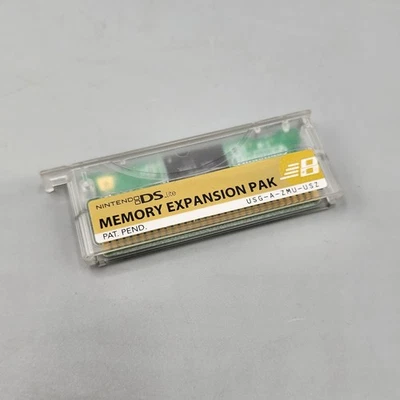 NINTENDO DS Lite
MEMORY EXPANSION PAK
8
PAT. PEND.
USG-A-ZMU-USZ